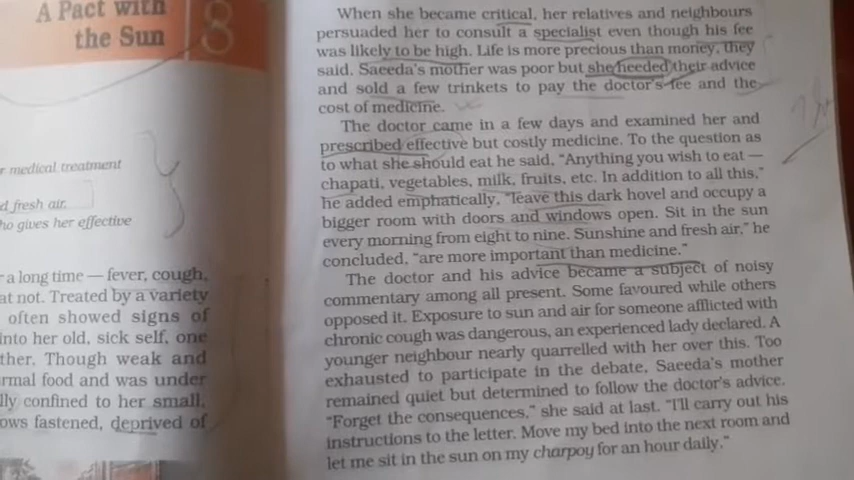 A Pact with
the Sun
8
r medical treatment
d fresh air.
ho gives her effective
r a long time — fever, cough,
at not. Treated by a variety
often showed signs of
into her old, sick self, one
ther. Though weak and
rmal food and was under
lly confined to her small,
ows fastened, deprived of
When she became critical, her relatives and neighbours
persuaded her to consult a specialist even though his fee
was likely to be high. Life is more precious than money, they
said. Saeeda's mother was poor but she heeded their advice
and sold a few trinkets to pay the doctor's fee and the
cost of medicine.
The doctor came in a few days and examined her and
prescribed effective but costly medicine. To the question as
to what she should eat he said, “Anything you wish to eat —
chapati, vegetables, milk, fruits, etc. In addition to all this,”
he added emphatically, “leave this dark hovel and occupy a
bigger room with doors and windows open. Sit in the sun
every morning from eight to nine. Sunshine and fresh air,” he
concluded, “are more important than medicine.”
The doctor and his advice became a subject of noisy
commentary among all present. Some favoured while others
opposed it. Exposure to sun and air for someone afflicted with
chronic cough was dangerous, an experienced lady declared. A
younger neighbour nearly quarrelled with her over this. Too
exhausted to participate in the debate, Saeeda's mother
remained quiet but determined to follow the doctor's advice.
“Forget the consequences,” she said at last. “I'll carry out his
instructions to the letter. Move my bed into the next room and
let me sit in the sun on my charpoy for an hour daily.”